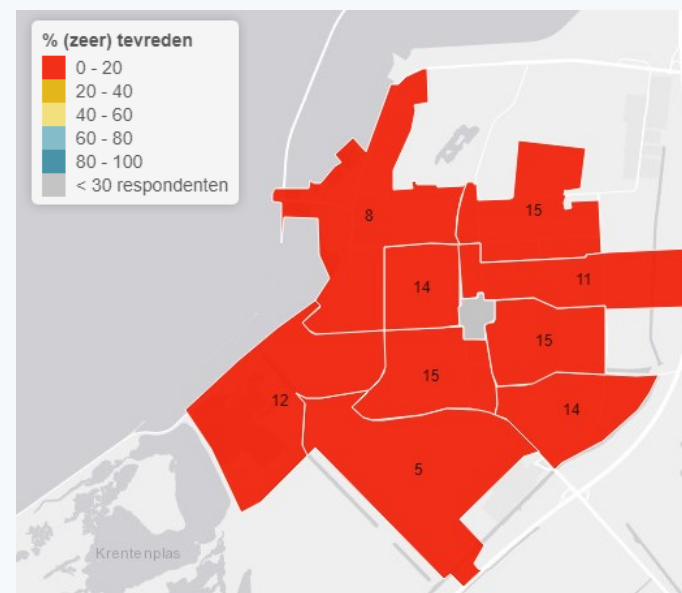 % (zeer) tevreden
0 - 20
20 - 40
40 - 60
60 - 80
80 - 100
< 30 respondenten
8
15
11
14
15
15
12
14
5
Krentenplas